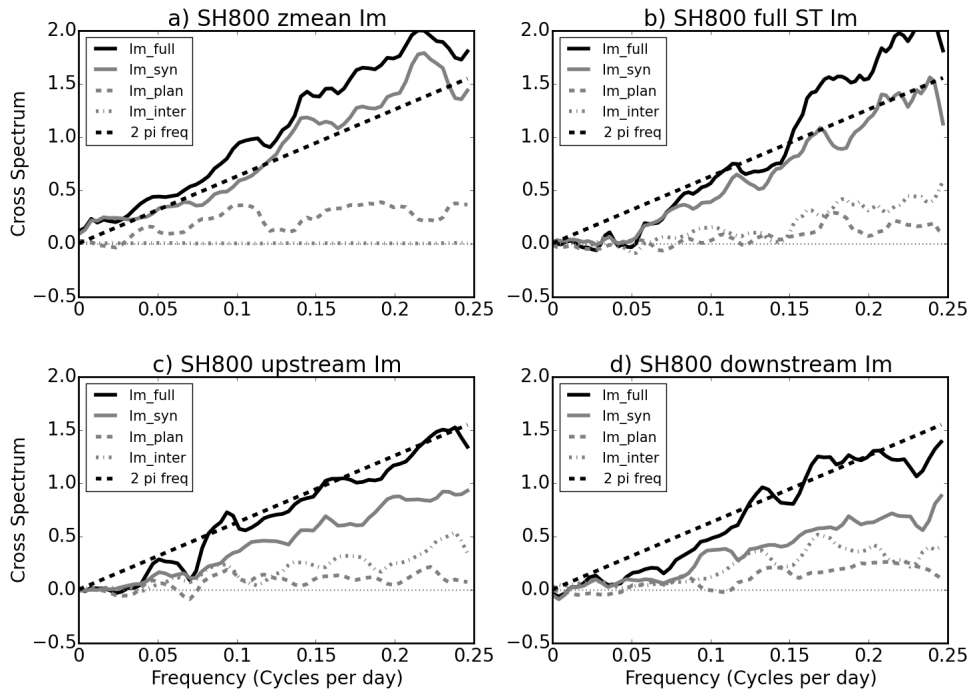 a) SH800 zmean Im
2.0
1.5
1.0
0.5
0.0
−0.5
Cross Spectrum
Im_full
Im_syn
Im_plan
Im_inter
2 pi freq
0 0.05 0.1 0.15 0.2 0.25
b) SH800 full ST Im
2.0
1.5
1.0
0.5
0.0
−0.5
Im_full
Im_syn
Im_plan
Im_inter
2 pi freq
0 0.05 0.1 0.15 0.2 0.25
c) SH800 upstream Im
2.0
1.5
1.0
0.5
0.0
−0.5
Cross Spectrum
Im_full
Im_syn
Im_plan
Im_inter
2 pi freq
0 0.05 0.1 0.15 0.2 0.25
Frequency (Cycles per day)
d) SH800 downstream Im
2.0
1.5
1.0
0.5
0.0
−0.5
Im_full
Im_syn
Im_plan
Im_inter
2 pi freq
0 0.05 0.1 0.15 0.2 0.25
Frequency (Cycles per day)